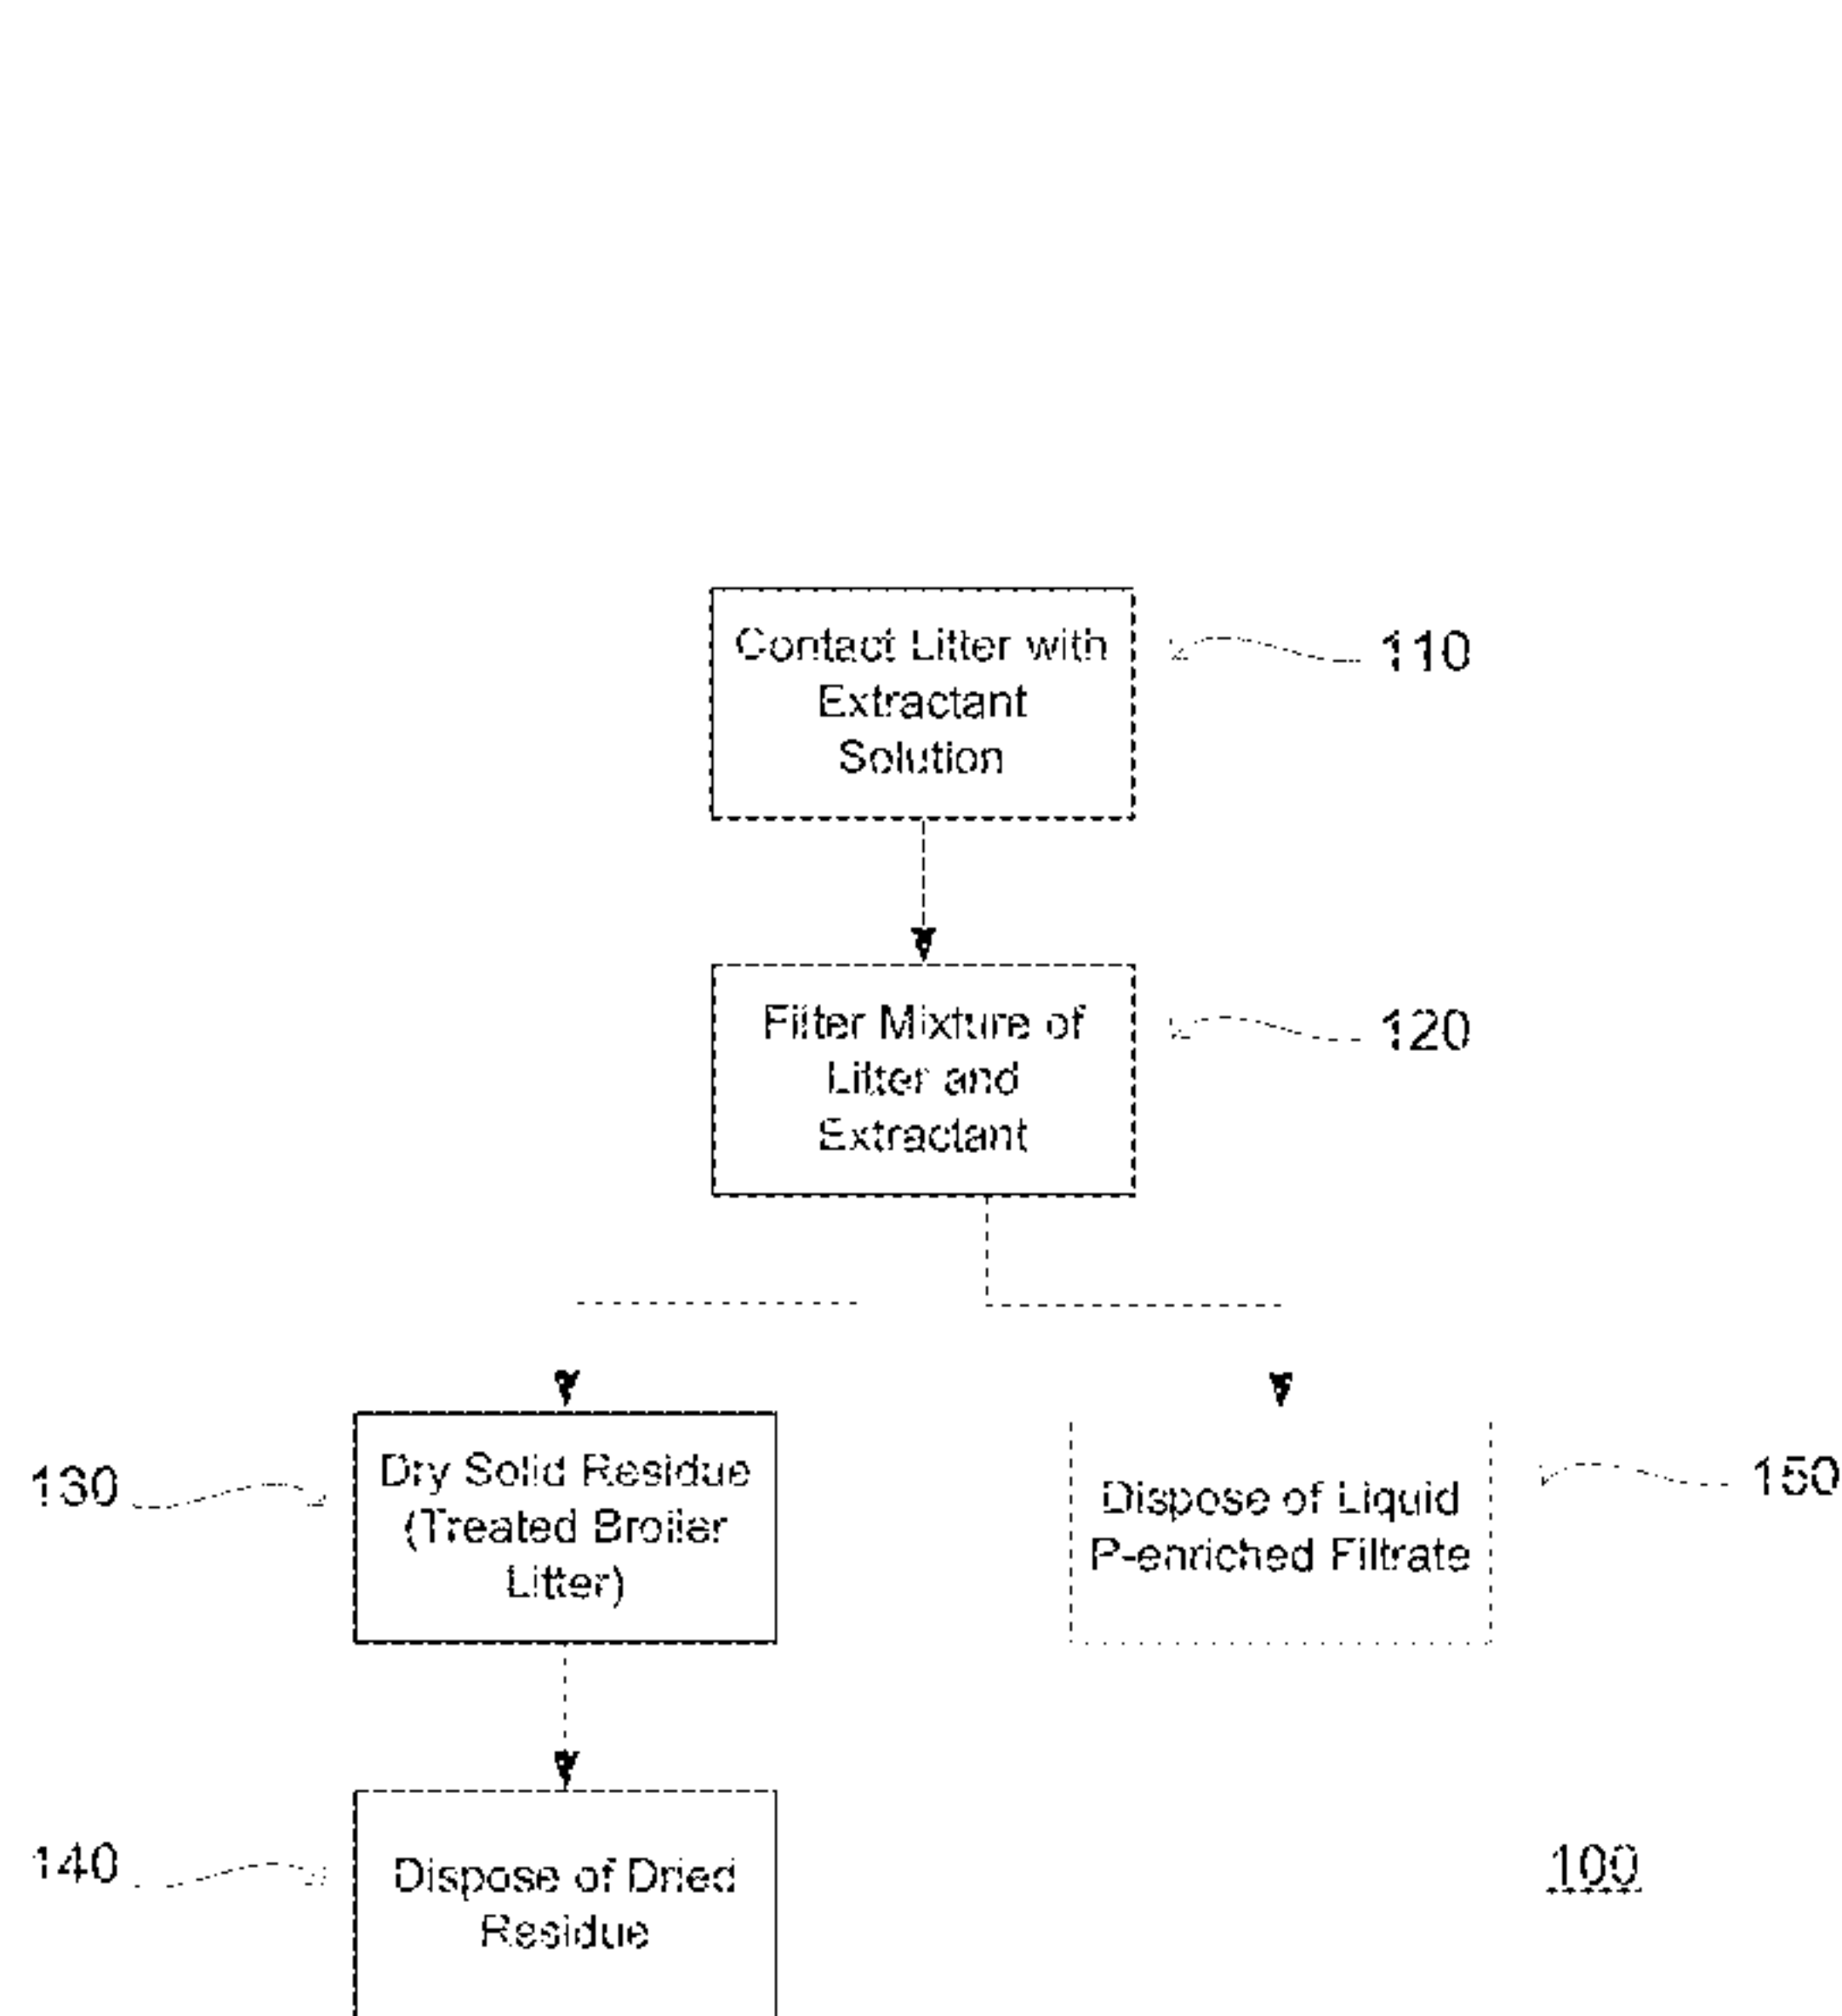 Contact Litter with
Extractant
Solution
110
Filter Mixture of
Litter and
Extractant
120
130
Dry Solid Residue
(Treated Broiler
Litter)
Dispose of Liquid
P-enriched Filtrate
150
140
Dispose of Dried
Residue
100